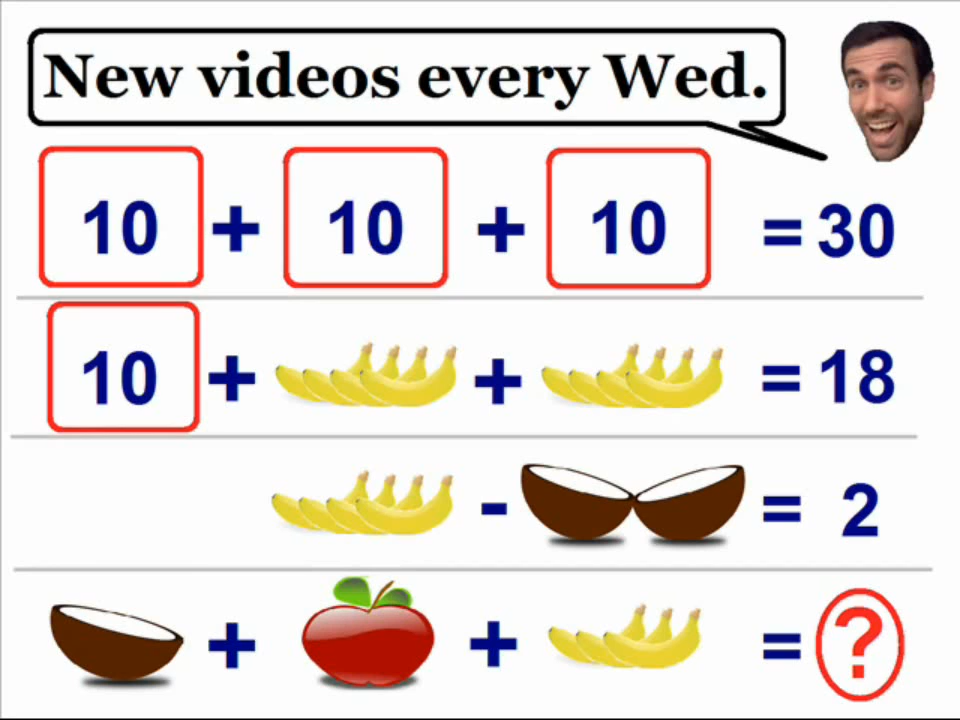 New videos every Wed.
10 + 10 + 10 = 30
10 + + = 18
- = 2
+ + = ?